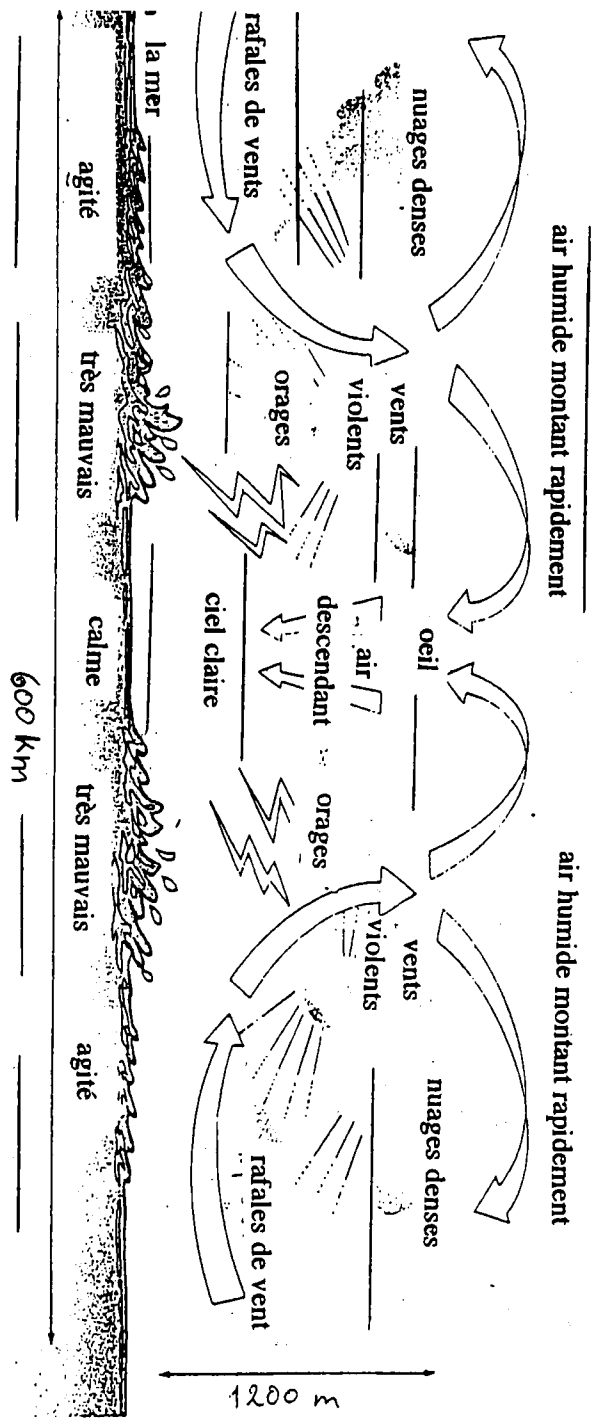 air humide montant rapidement
air humide montant rapidement
nuages denses
vents
violents
oeil
vents
violents
nuages denses
air
descendant
orages
orages
rafales de vents
ciel claire
rafales de vent
1200 m
la mer
agité
très mauvais
calme
très mauvais
agité
600 km